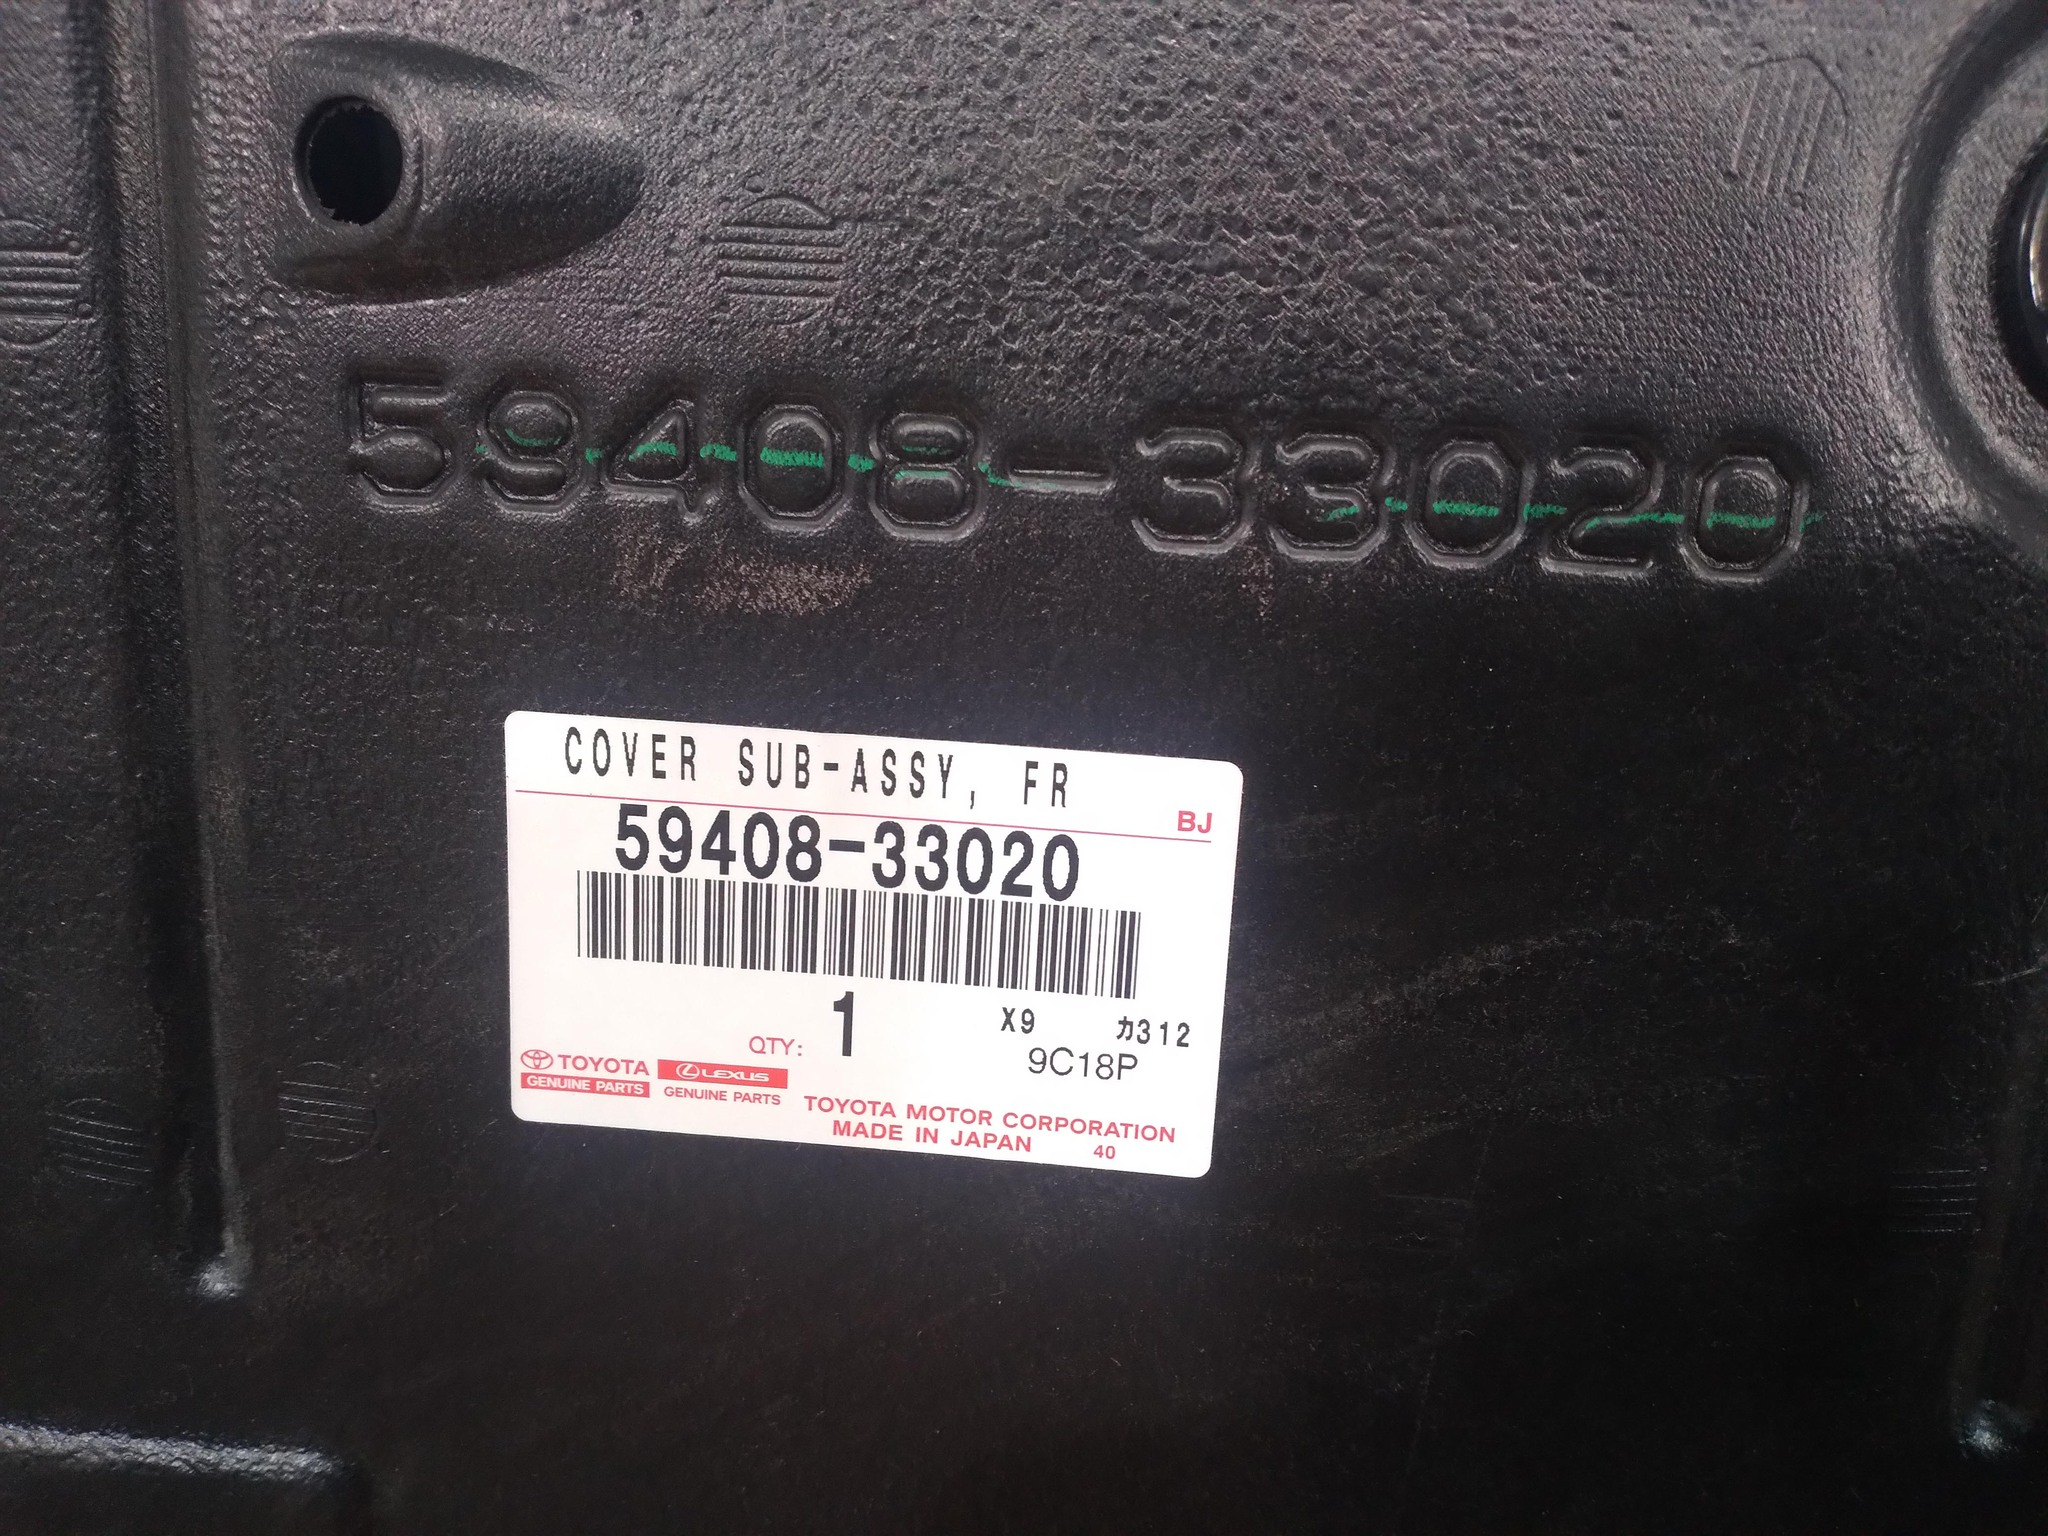 59408-33020
COVER SUB-ASSY, FR
BJ
59408-33020
1
QTY:
X9 カ312
9C18P
TOYOTA
GENUINE PARTS
LEXUS
GENUINE PARTS
TOYOTA MOTOR CORPORATION
MADE IN JAPAN 40